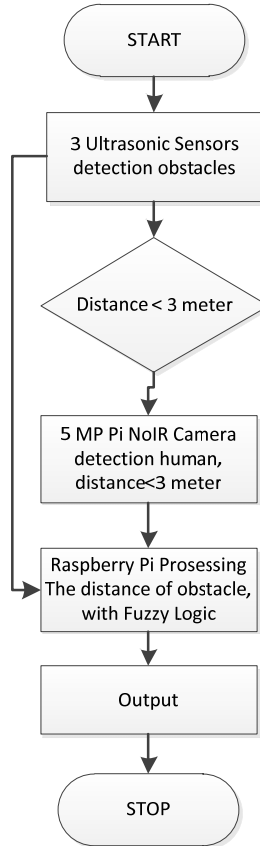 START
3 Ultrasonic Sensors
detection obstacles
Distance < 3 meter
5 MP Pi NoIR Camera
detection human,
distance<3 meter
Raspberry Pi Prosessing
The distance of obstacle,
with Fuzzy Logic
Output
STOP